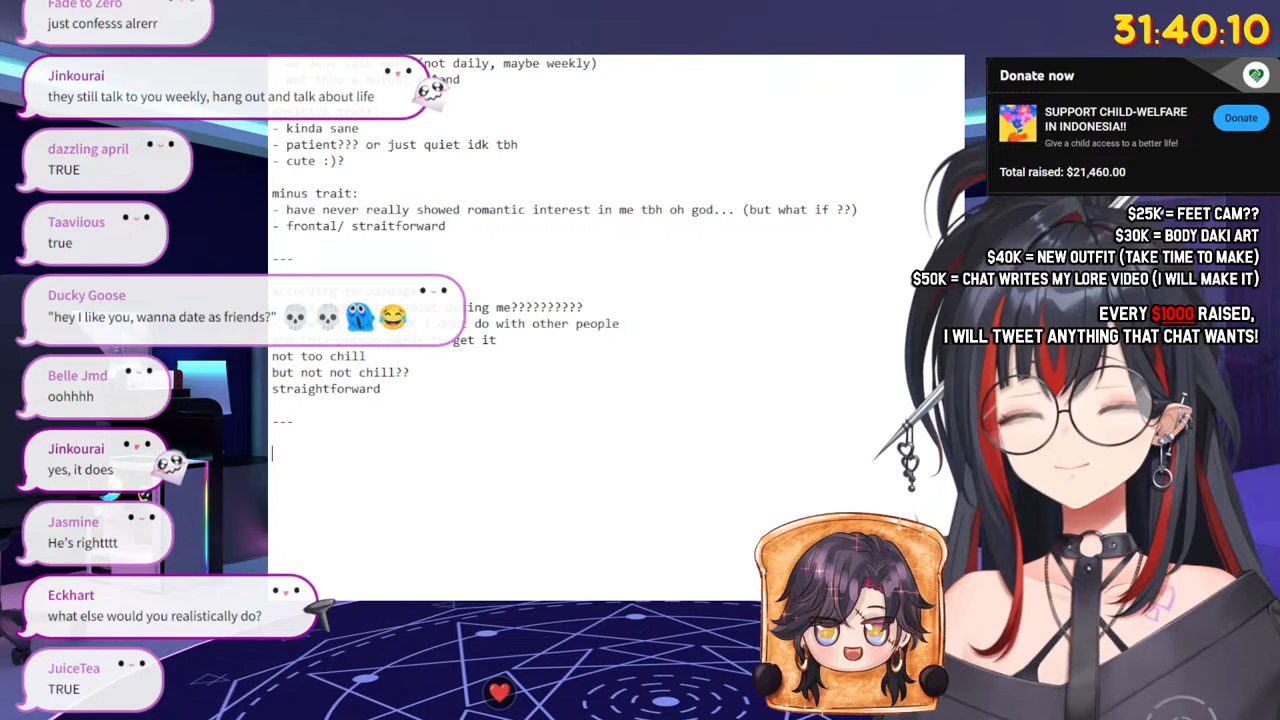 Fade to Zero
just confesss alrerr
Jinkourai
they still talk to you weekly, hang out and talk about life
dazzling april
TRUE
Taaviious
true
Ducky Goose
"hey I like you, wanna date as friends?" 💀💀😂
Belle Jmd
oohhhh
Jinkourai
yes, it does
Jasmine
He's rightttt
Eckhart
what else would you realistically do?
JuiceTea
TRUE
(not daily, maybe weekly)
- kinda sane
- patient??? or just quiet idk tbh
- cute :)?
minus trait:
- have never really showed romantic interest in me tbh oh god... (but what if ??)
- frontal/ straitforward
---
according to bandage
out dating me??????????
do with other people
get it
not too chill
but not not chill??
straightforward
---
31:40:10
Donate now
SUPPORT CHILD-WELFARE
IN INDONESIA!!
Give a child access to a better life!
Donate
Total raised: $21,460.00
$25K = FEET CAM??
$30K = BODY DAKI ART
$40K = NEW OUTFIT (TAKE TIME TO MAKE)
$50K = CHAT WRITES MY LORE VIDEO (I WILL MAKE IT)
EVERY $1000 RAISED,
I WILL TWEET ANYTHING THAT CHAT WANTS!